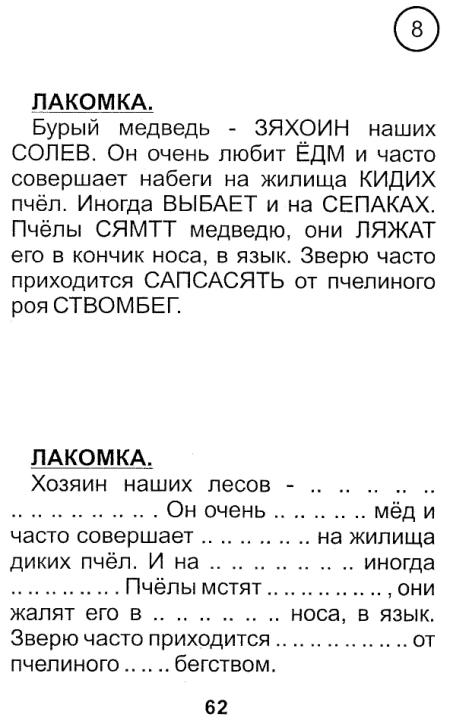 8
ЛАКОМКА.
Бурый медведь - ЗЯХОИН наших
СОЛЕВ. Он очень любит ЁДМ и часто
совершает набеги на жилища КИДИХ
пчёл. Иногда ВЫБАЕТ и на СЕПАКАХ.
Пчёлы СЯМТТ медведю, они ЛЯЖАТ
его в кончик носа, в язык. Зверю часто
приходится САПСАСЯТЬ от пчелиного
роя СТВОМБЕГ.
ЛАКОМКА.
Хозяин наших лесов - .. .. .. .. ..
.. .. .. .. .. .. .. . Он очень .. .. .. .. .. мёд и
часто совершает .. .. .. .. .. .. на жилища
диких пчёл. И на .. .. .. .. .. .. .. иногда
.. .. .. .. .. .. . Пчёлы мстят .. .. .. .. .. .. .. , они
жалят его в .. .. .. .. .. .. носа, в язык.
Зверю часто приходится .. .. .. .. .. .. .. .. от
пчелиного .. .. .. бегством.
62